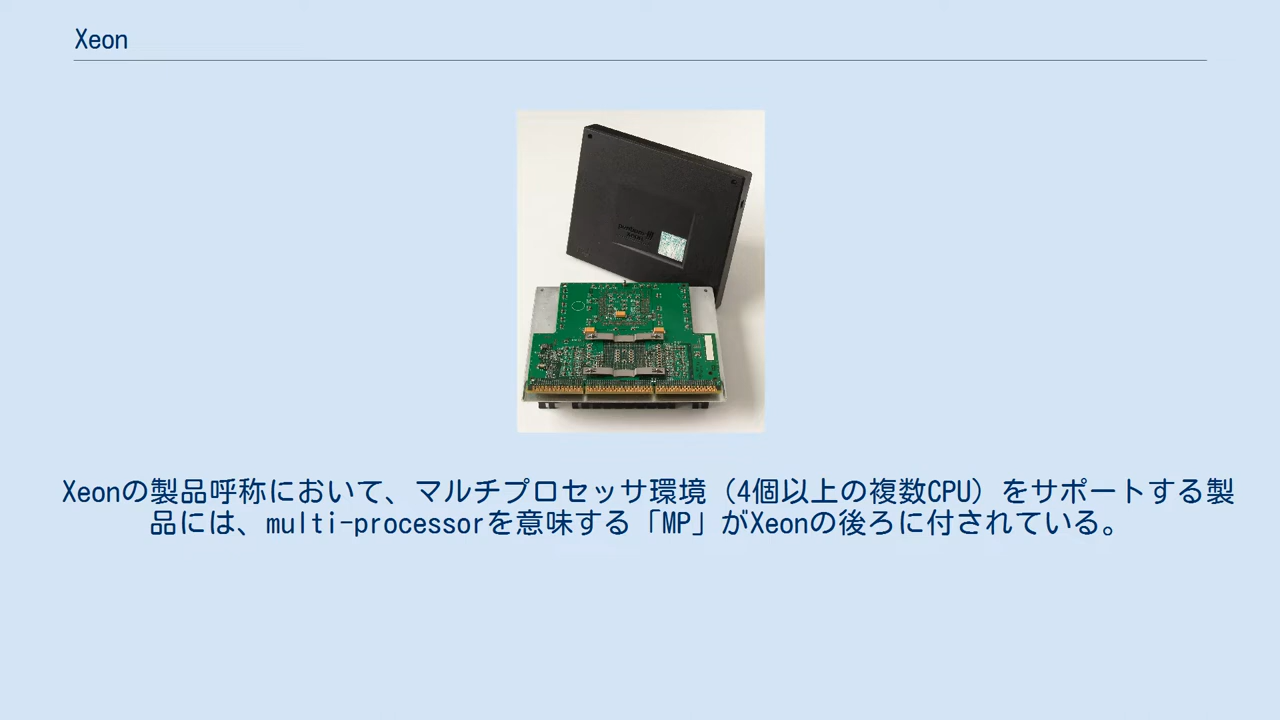 Xeon
Xeonの製品呼称において、マルチプロセッサ環境（4個以上の複数CPU）をサポートする製
品には、multi-processorを意味する「MP」がXeonの後ろに付されている。